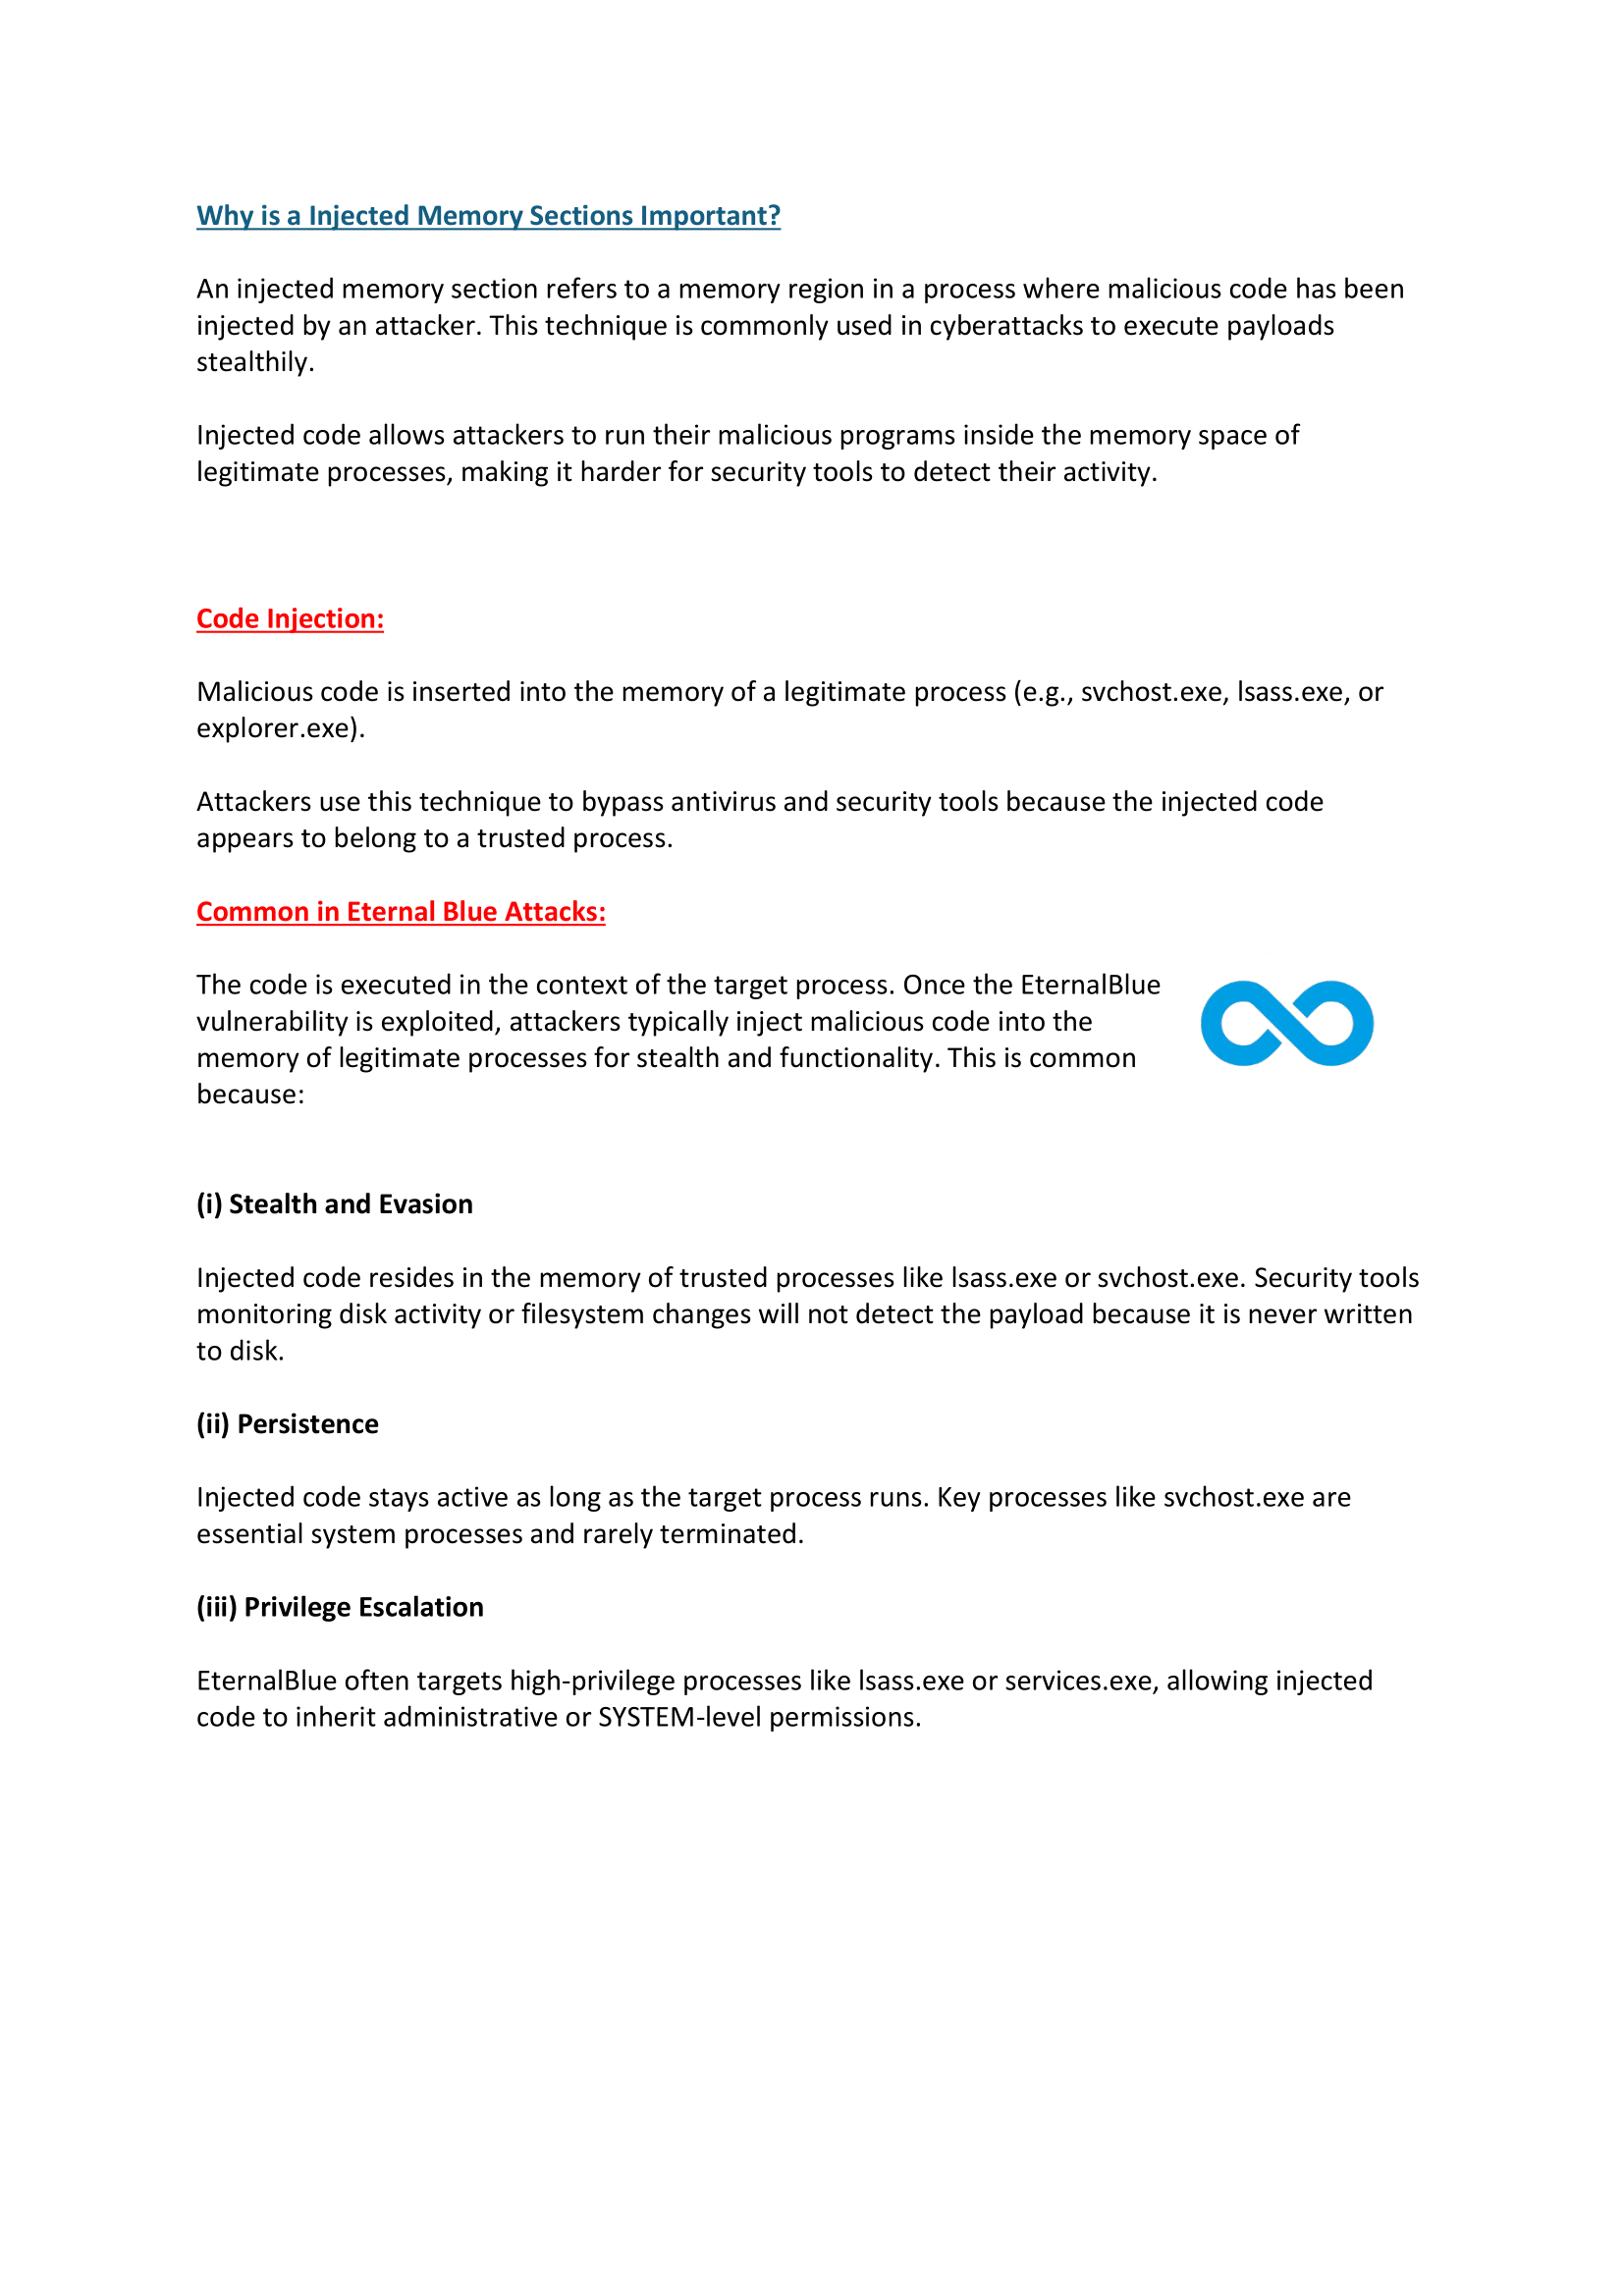 Why is a Injected Memory Sections Important?
An injected memory section refers to a memory region in a process where malicious code has been
injected by an attacker. This technique is commonly used in cyberattacks to execute payloads
stealthily.
Injected code allows attackers to run their malicious programs inside the memory space of
legitimate processes, making it harder for security tools to detect their activity.
Code Injection:
Malicious code is inserted into the memory of a legitimate process (e.g., svchost.exe, lsass.exe, or
explorer.exe).
Attackers use this technique to bypass antivirus and security tools because the injected code
appears to belong to a trusted process.
Common in Eternal Blue Attacks:
The code is executed in the context of the target process. Once the EternalBlue
vulnerability is exploited, attackers typically inject malicious code into the
memory of legitimate processes for stealth and functionality. This is common
because:
(i) Stealth and Evasion
Injected code resides in the memory of trusted processes like lsass.exe or svchost.exe. Security tools
monitoring disk activity or filesystem changes will not detect the payload because it is never written
to disk.
(ii) Persistence
Injected code stays active as long as the target process runs. Key processes like svchost.exe are
essential system processes and rarely terminated.
(iii) Privilege Escalation
EternalBlue often targets high-privilege processes like lsass.exe or services.exe, allowing injected
code to inherit administrative or SYSTEM-level permissions.